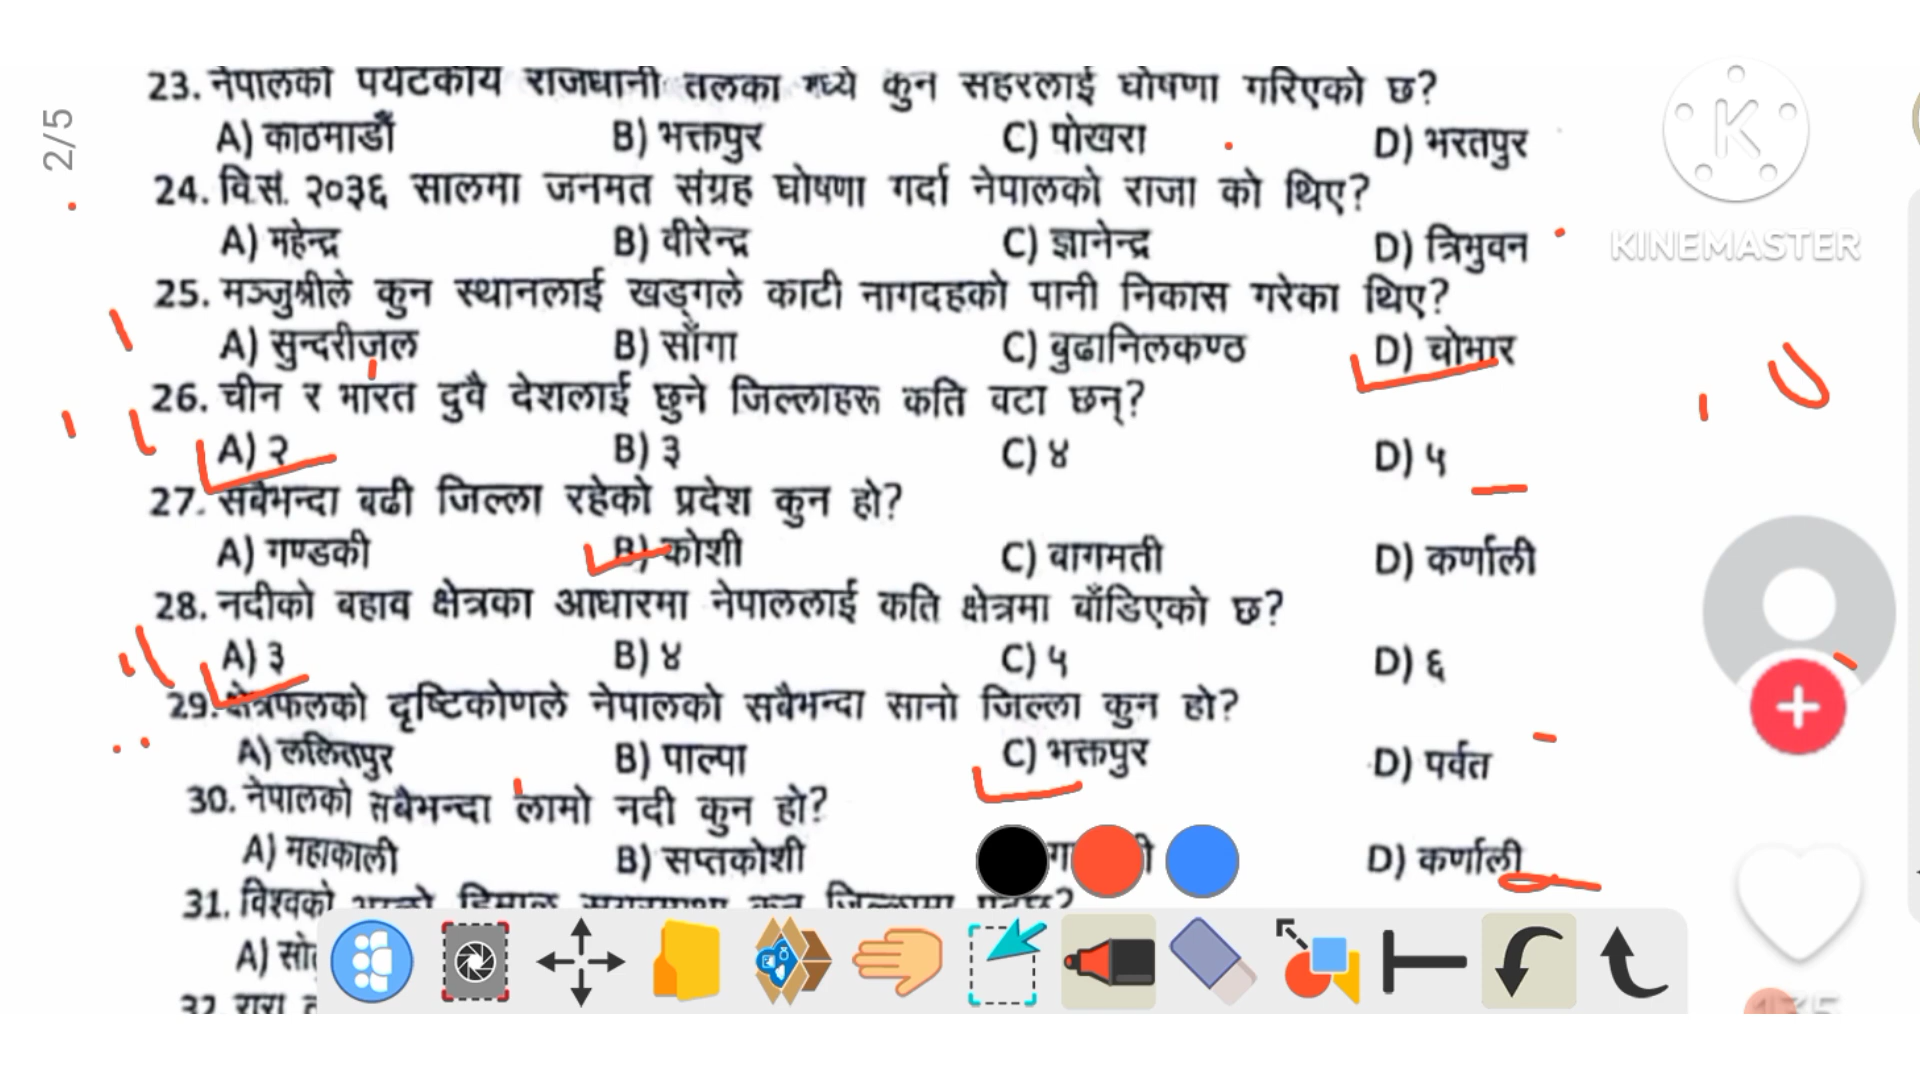 2/5
23. नेपालको पर्यटकीय राजधानी तलका मध्ये कुन सहरलाई घोषणा गरिएको छ?
A) काठमाडौँ B) भक्तपुर C) पोखरा D) भरतपुर
24. वि.सं. २०३६ सालमा जनमत संग्रह घोषणा गर्दा नेपालको राजा को थिए?
A) महेन्द्र B) वीरेन्द्र C) ज्ञानेन्द्र D) त्रिभुवन
KINEMASTER
25. मञ्जुश्रीले कुन स्थानलाई खड्गले काटी नागदहको पानी निकास गरेका थिए?
A) सुन्दरीजल B) साँगा C) बुढानिलकण्ठ D) चोभार
26. चीन र भारत दुवै देशलाई छुने जिल्लाहरू कति वटा छन्?
A) २ B) ३ C) ४ D) ५
27. सबैभन्दा बढी जिल्ला रहेको प्रदेश कुन हो?
A) गण्डकी B) कोशी C) बागमती D) कर्णाली
28. नदीको बहाव क्षेत्रका आधारमा नेपाललाई कति क्षेत्रमा बाँडिएको छ?
A) ३ B) ४ C) ५ D) ६
29. क्षेत्रफलको दृष्टिकोणले नेपालको सबैभन्दा सानो जिल्ला कुन हो?
A) ललितपुर B) पाल्पा C) भक्तपुर D) पर्वत
30. नेपालको सबैभन्दा लामो नदी कुन हो?
A) महाकाली B) सप्तकोशी D) कर्णाली
31. विश्वको
A)
32. रारा